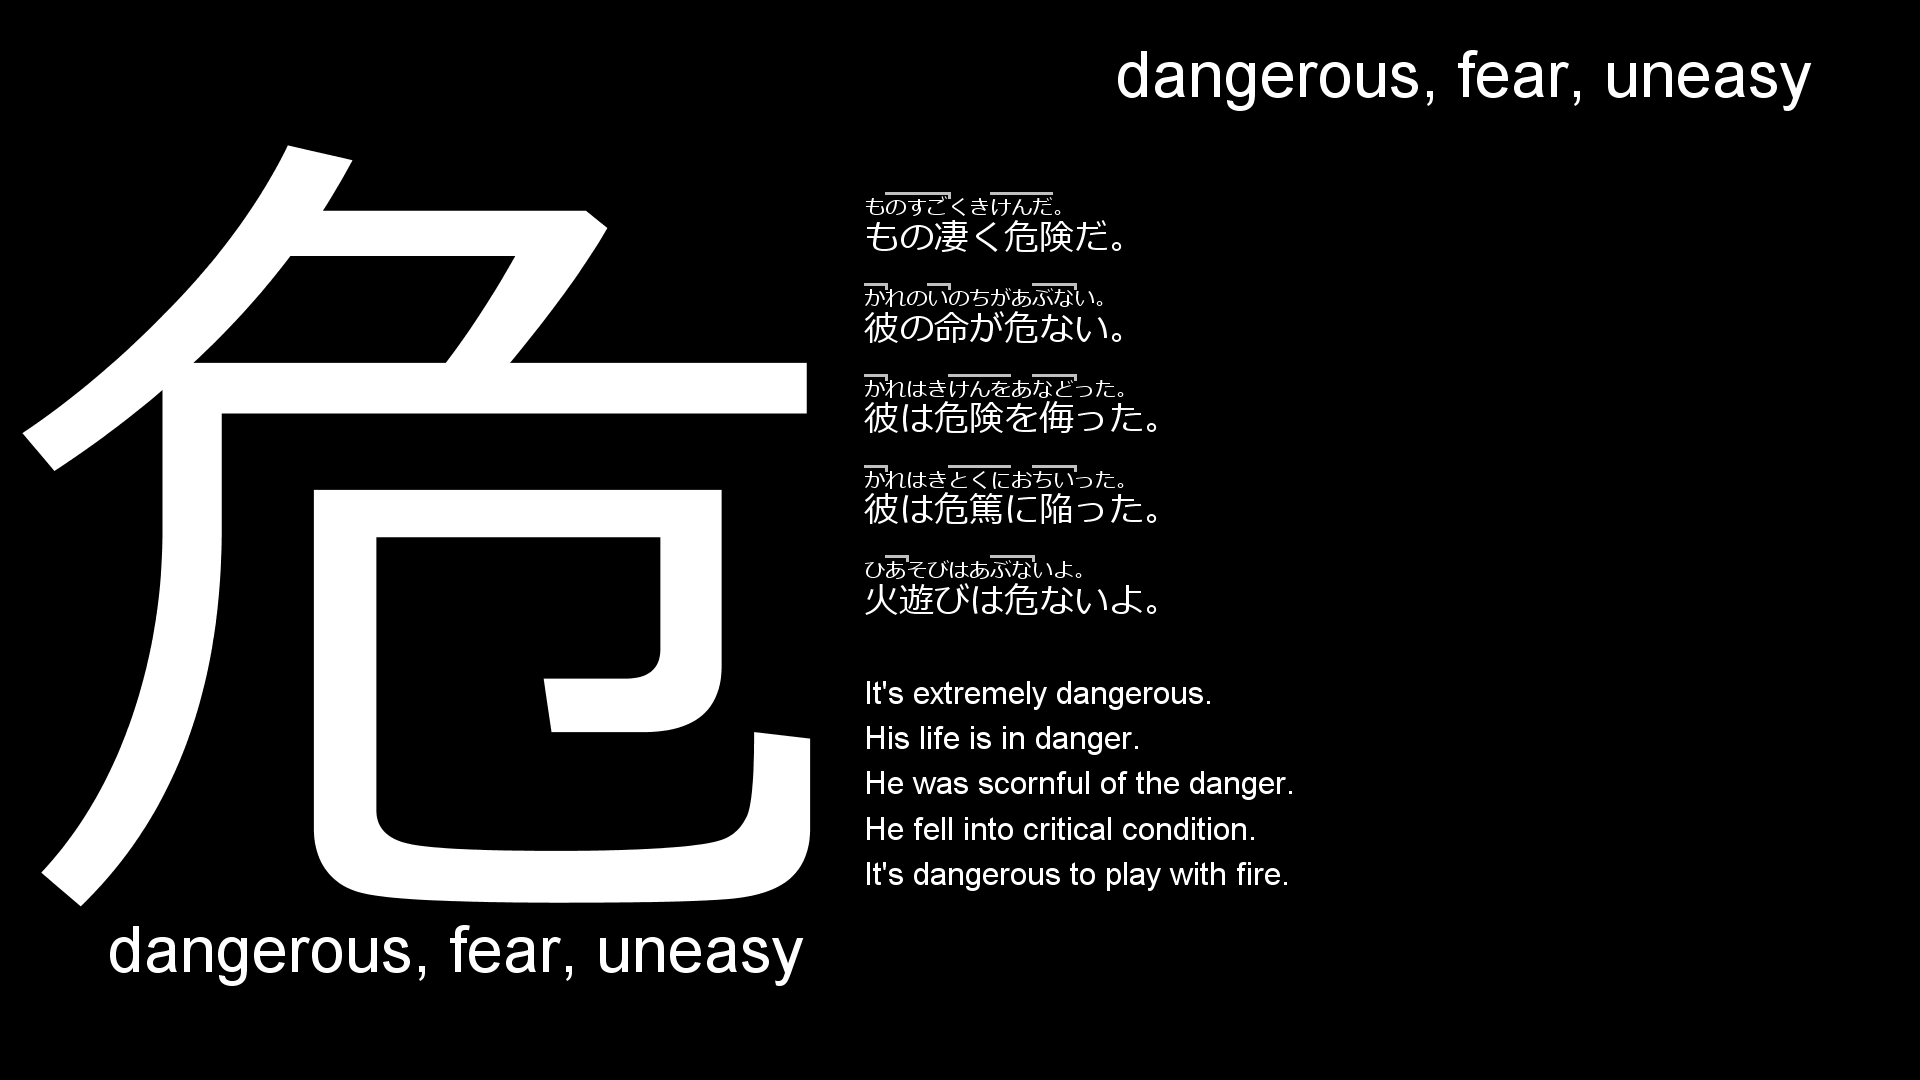 dangerous, fear, uneasy
危
dangerous, fear, uneasy
ものすごくきけんだ。
もの凄く危険だ。
かれのいのちがあぶない。
彼の命が危ない。
かれはきけんをあなどった。
彼は危険を侮った。
かれはきとくにおちいった。
彼は危篤に陥った。
ひあそびはあぶないよ。
火遊びは危ないよ。
It's extremely dangerous.
His life is in danger.
He was scornful of the danger.
He fell into critical condition.
It's dangerous to play with fire.